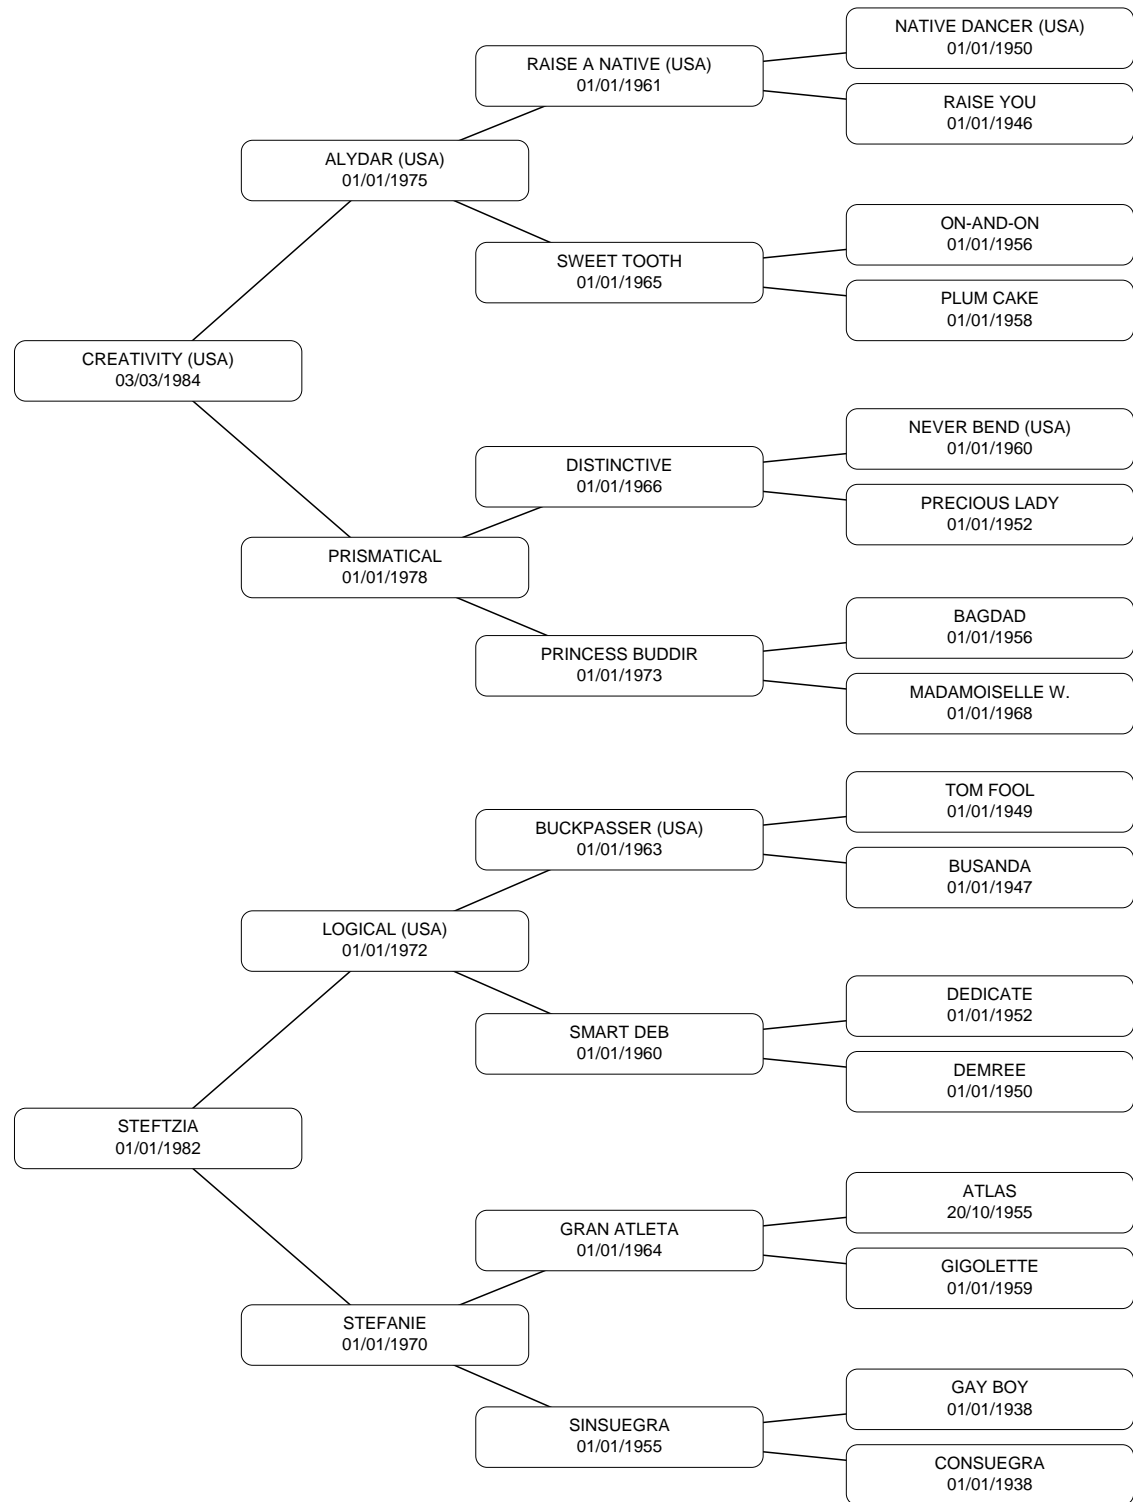 NATIVE DANCER (USA)
01/01/1950
RAISE A NATIVE (USA)
01/01/1961
RAISE YOU
01/01/1946
ALYDAR (USA)
01/01/1975
ON-AND-ON
01/01/1956
SWEET TOOTH
01/01/1965
PLUM CAKE
01/01/1958
CREATIVITY (USA)
03/03/1984
NEVER BEND (USA)
01/01/1960
DISTINCTIVE
01/01/1966
PRECIOUS LADY
01/01/1952
PRISMATICAL
01/01/1978
BAGDAD
01/01/1956
PRINCESS BUDDIR
01/01/1973
MADAMOISELLE W.
01/01/1968
TOM FOOL
01/01/1949
BUCKPASSER (USA)
01/01/1963
BUSANDA
01/01/1947
LOGICAL (USA)
01/01/1972
DEDICATE
01/01/1952
SMART DEB
01/01/1960
DEMREE
01/01/1950
STEFTZIA
01/01/1982
ATLAS
20/10/1955
GRAN ATLETA
01/01/1964
GIGOLETTE
01/01/1959
STEFANIE
01/01/1970
GAY BOY
01/01/1938
SINSUEGRA
01/01/1955
CONSUEGRA
01/01/1938